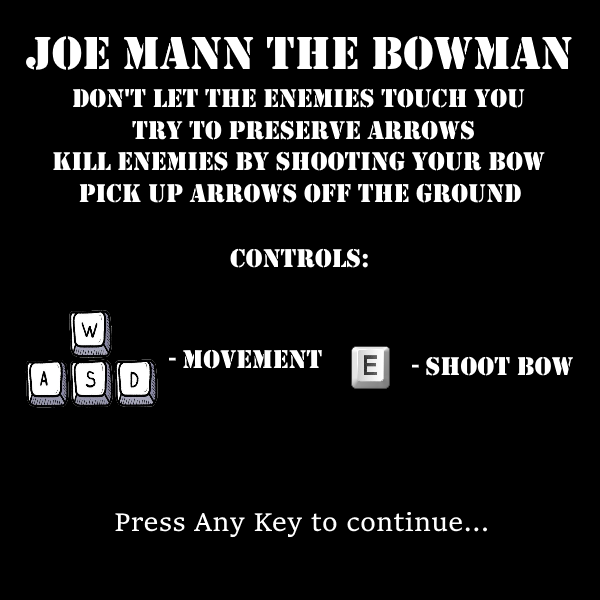 JOE MANN THE BOWMAN
DON'T LET THE ENEMIES TOUCH YOU
TRY TO PRESERVE ARROWS
KILL ENEMIES BY SHOOTING YOUR BOW
PICK UP ARROWS OFF THE GROUND
CONTROLS:
W
A S D - MOVEMENT
E - SHOOT BOW
Press Any Key to continue...